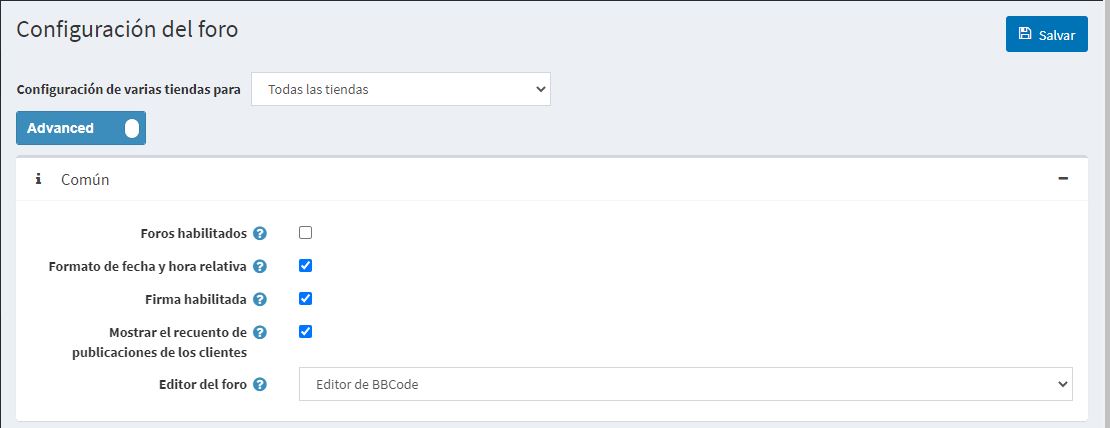 Configuración del foro
Salvar
Configuración de varias tiendas para
Todas las tiendas
Advanced
Común
Foros habilitados
Formato de fecha y hora relativa
Firma habilitada
Mostrar el recuento de
publicaciones de los clientes
Editor del foro
Editor de BBCode